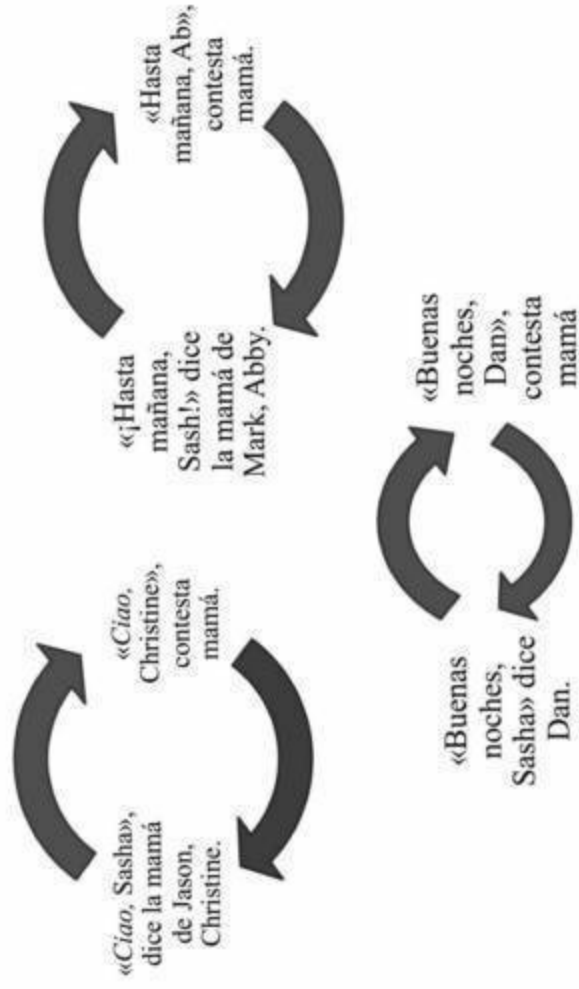 «Ciao, Sasha»,
dice la mamá
de Jason,
Christine.
«Ciao,
Christine»,
contesta
mamá.
«¡Hasta
mañana,
Sash!» dice
la mamá de
Mark, Abby.
«Hasta
mañana, Ab»,
contesta
mamá.
«Buenas
noches,
Sasha» dice
Dan.
«Buenas
noches,
Dan»,
contesta
mamá